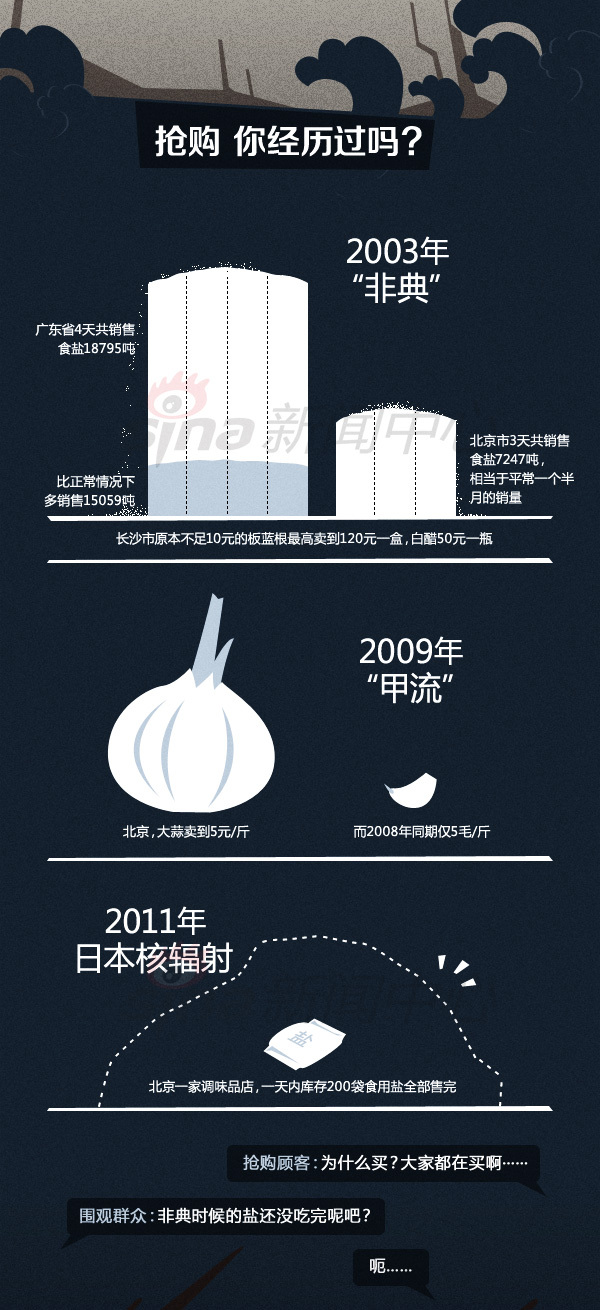 抢购 你经历过吗?
2003年
“非典”
广东省4天共销售
食盐18795吨
比正常情况下
多销售15059吨
北京市3天共销售
食盐7247吨,
相当于平常一个半
月的销量
sina 新闻中心
长沙市原本不足10元的板蓝根最高卖到120元一盒,白醋50元一瓶
2009年
“甲流”
北京,大蒜卖到5元/斤
而2008年同期仅5毛/斤
2011年
日本核辐射
新闻中心
盐
北京一家调味品店,一天内库存200袋食用盐全部售完
抢购顾客:为什么买?大家都在买啊……
围观群众:非典时候的盐还没吃完呢吧?
呃……